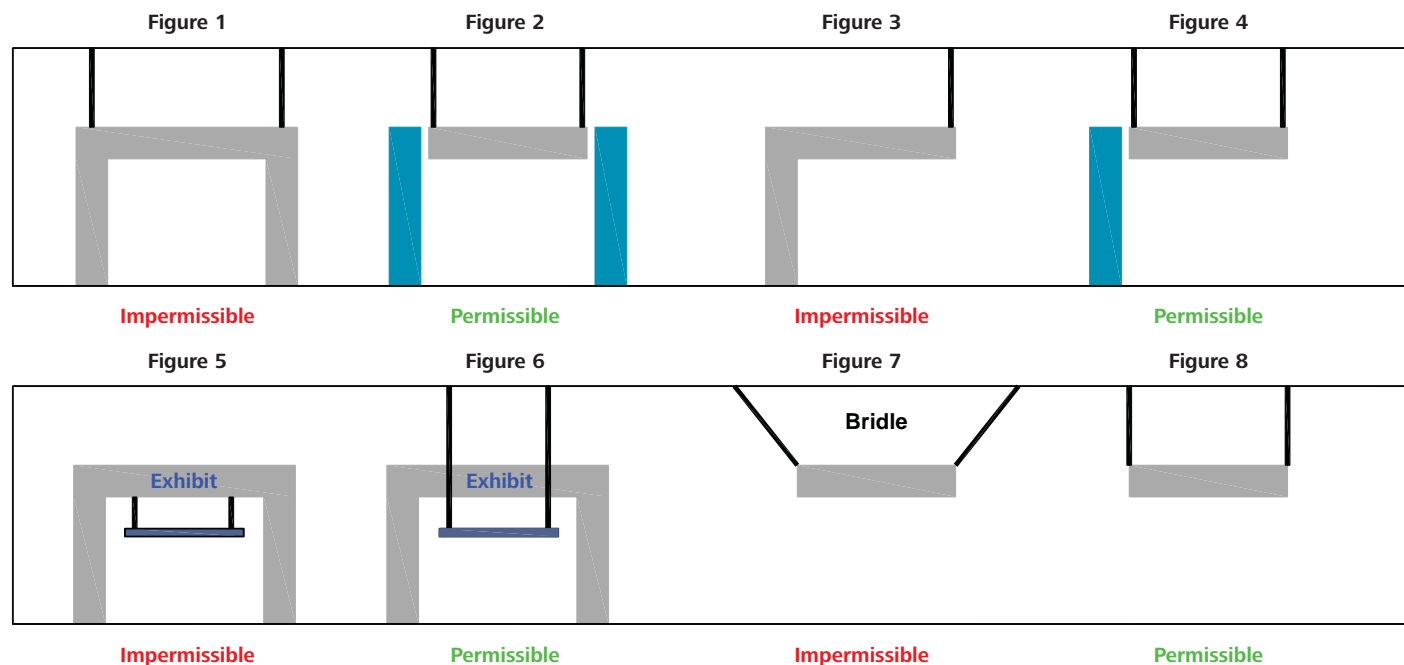 Figure 1 Figure 2 Figure 3 Figure 4
Impermissible Permissible Impermissible Permissible
Figure 5 Figure 6 Figure 7 Figure 8
Bridle
Exhibit Exhibit
Impermissible Permissible Impermissible Permissible